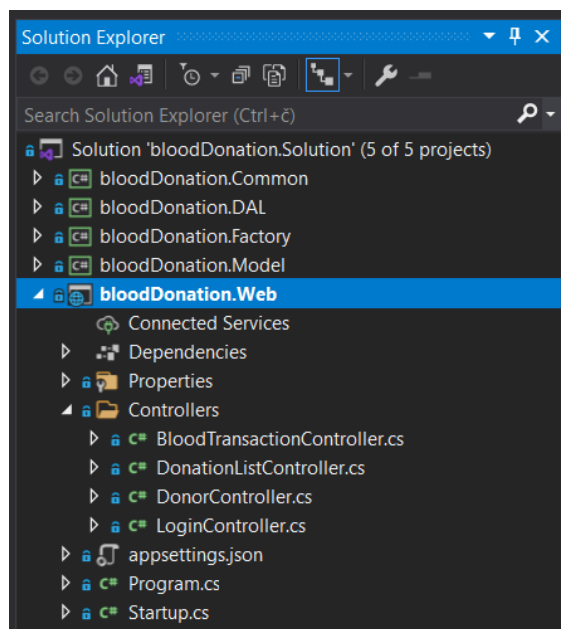 Solution Explorer
Search Solution Explorer (Ctrl+č)
Solution 'bloodDonation.Solution' (5 of 5 projects)
C# bloodDonation.Common
C# bloodDonation.DAL
C# bloodDonation.Factory
C# bloodDonation.Model
bloodDonation.Web
Connected Services
Dependencies
Properties
Controllers
C# BloodTransactionController.cs
C# DonationListController.cs
C# DonorController.cs
C# LoginController.cs
appsettings.json
C# Program.cs
C# Startup.cs